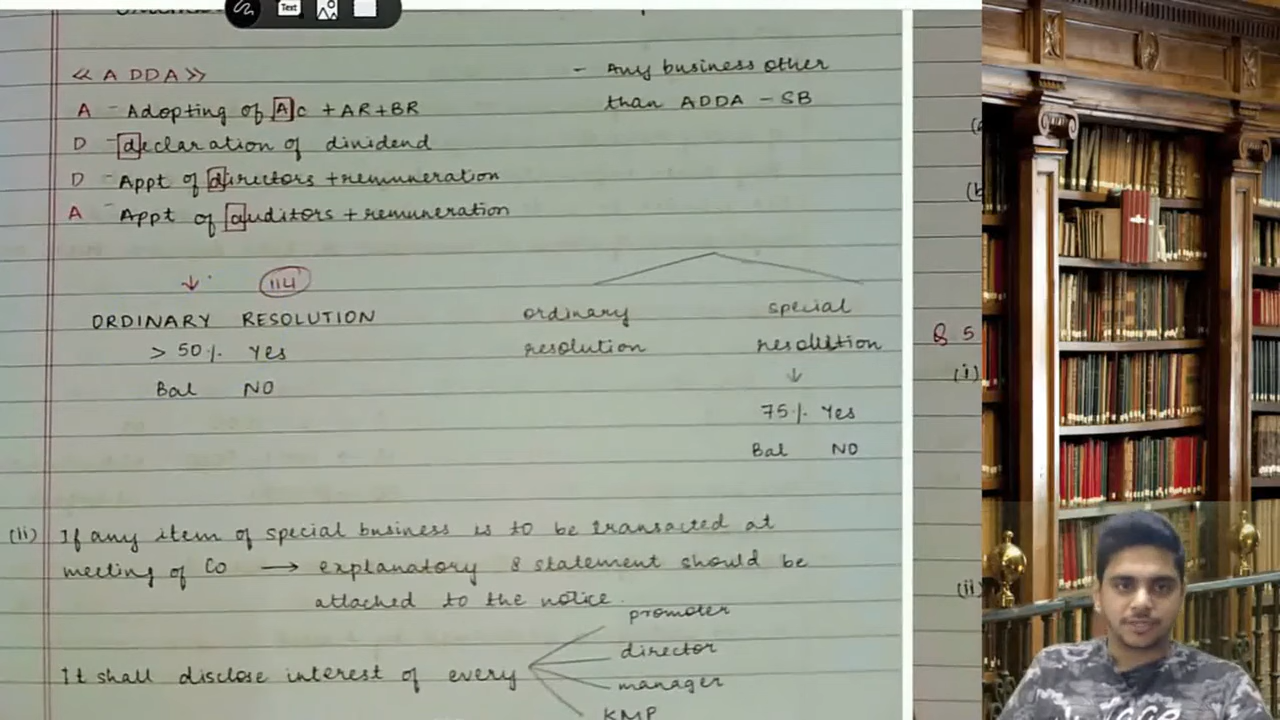 Text
<< A DDA >>
A - Adopting of A/c + AR + BR
D - declaration of dividend
D - Appt of directors + remuneration
A - Appt of auditors + remuneration
- Any business other
than ADDA - SB
↓ 114
ORDINARY RESOLUTION
> 50% Yes
Bal NO
ordinary
resolution
special
resolution
↓
75% Yes
Bal NO
(ii) If any item of special business is to be transacted at
meeting of Co → explanatory & statement should be
attached to the notice.
It shall disclose interest of every
promoter
director
manager
KMP
(b
8 5
(i)
(ii)